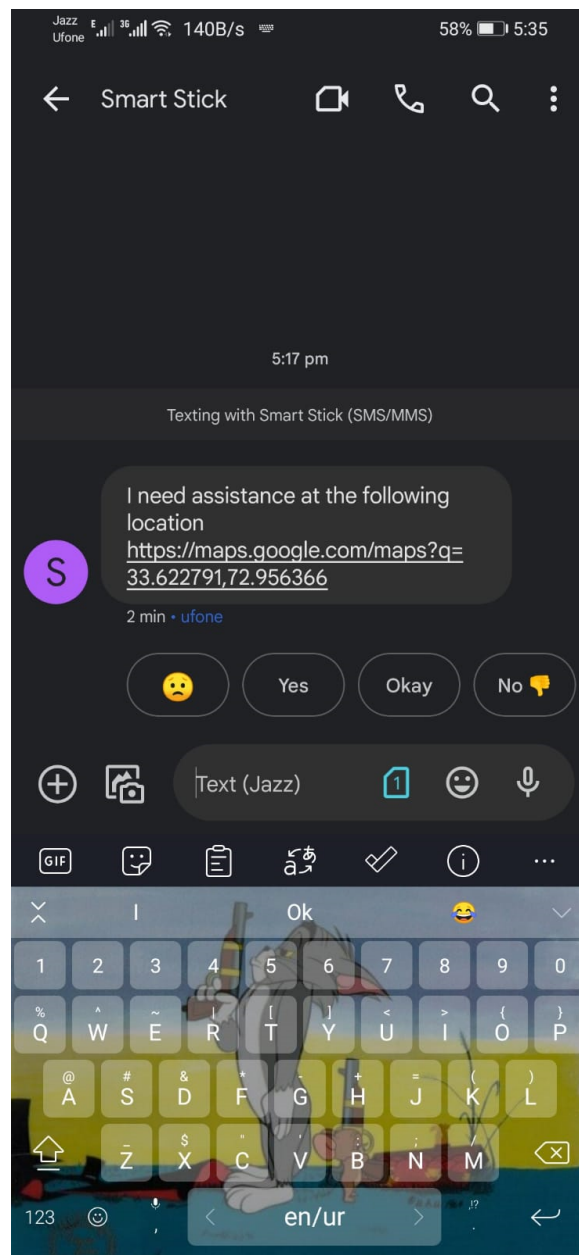 Jazz
Ufone
E
3G
140B/s
58%
5:35
Smart Stick
5:17 pm
Texting with Smart Stick (SMS/MMS)
I need assistance at the following
location
https://maps.google.com/maps?q=
33.622791,72.956366
S
2 min • ufone
Yes
Okay
No
Text (Jazz)
1
GIF
あ
a
I
Ok
1 2 3 4 5 6 7 8 9 0
% ^ ~ | [ ] < > { }
Q W E R T Y U I O P
@ # & * - + = ( )
A S D F G H J K L
_ $ " ' : ; /
Z X C V B N M
123
,
< en/ur >
,!?
.